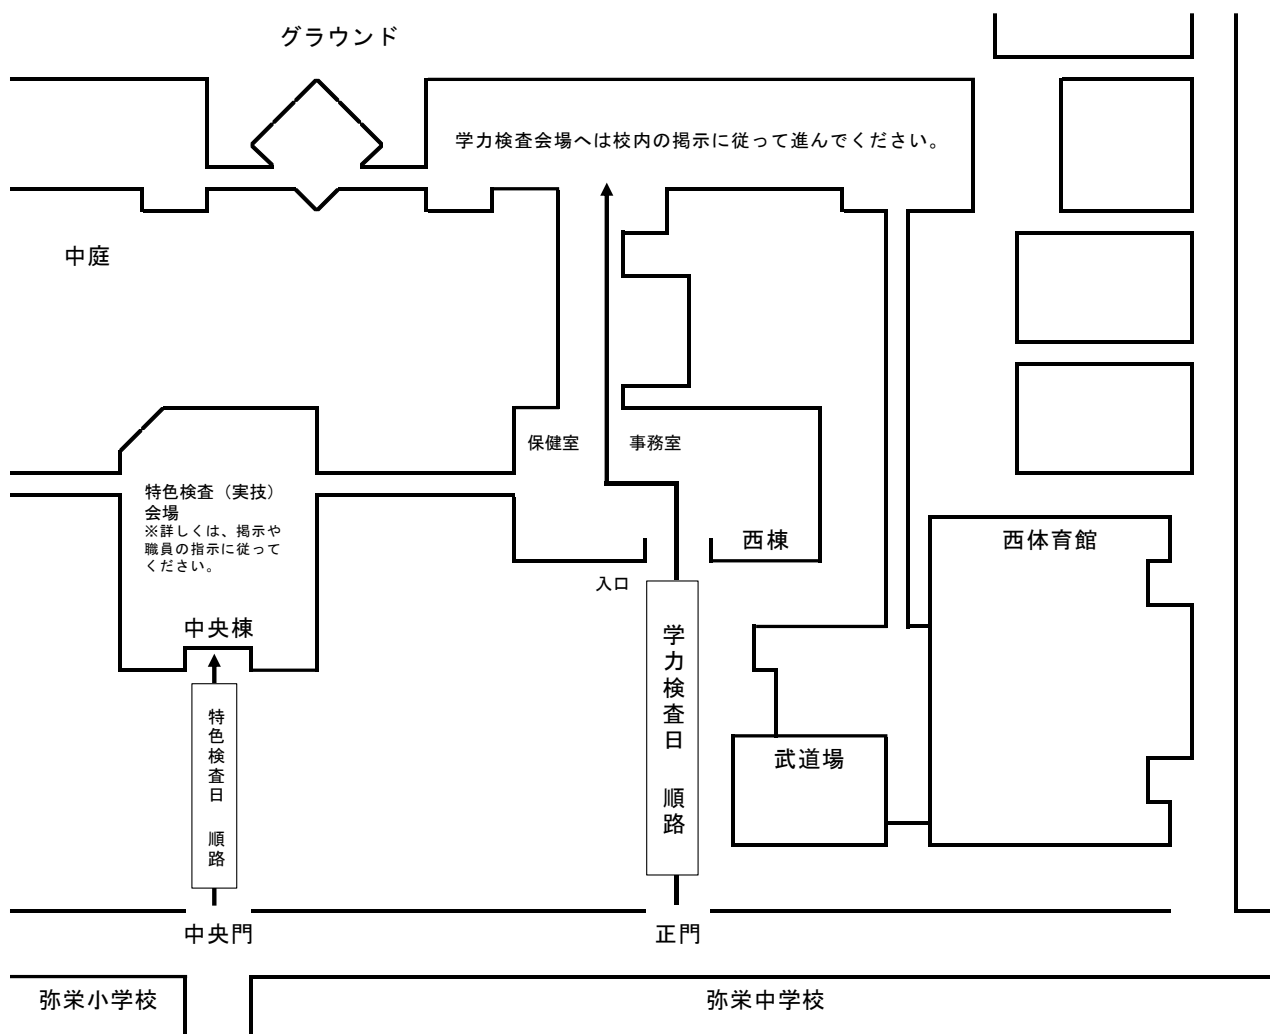 グラウンド
学力検査会場へは校内の掲示に従って進んでください。
中庭
保健室
事務室
特色検査（実技）
会場
※詳しくは、掲示や
職員の指示に従って
ください。
西棟
西体育館
入口
中央棟
学力検査日　順路
特色検査日　順路
武道場
中央門
正門
弥栄小学校
弥栄中学校